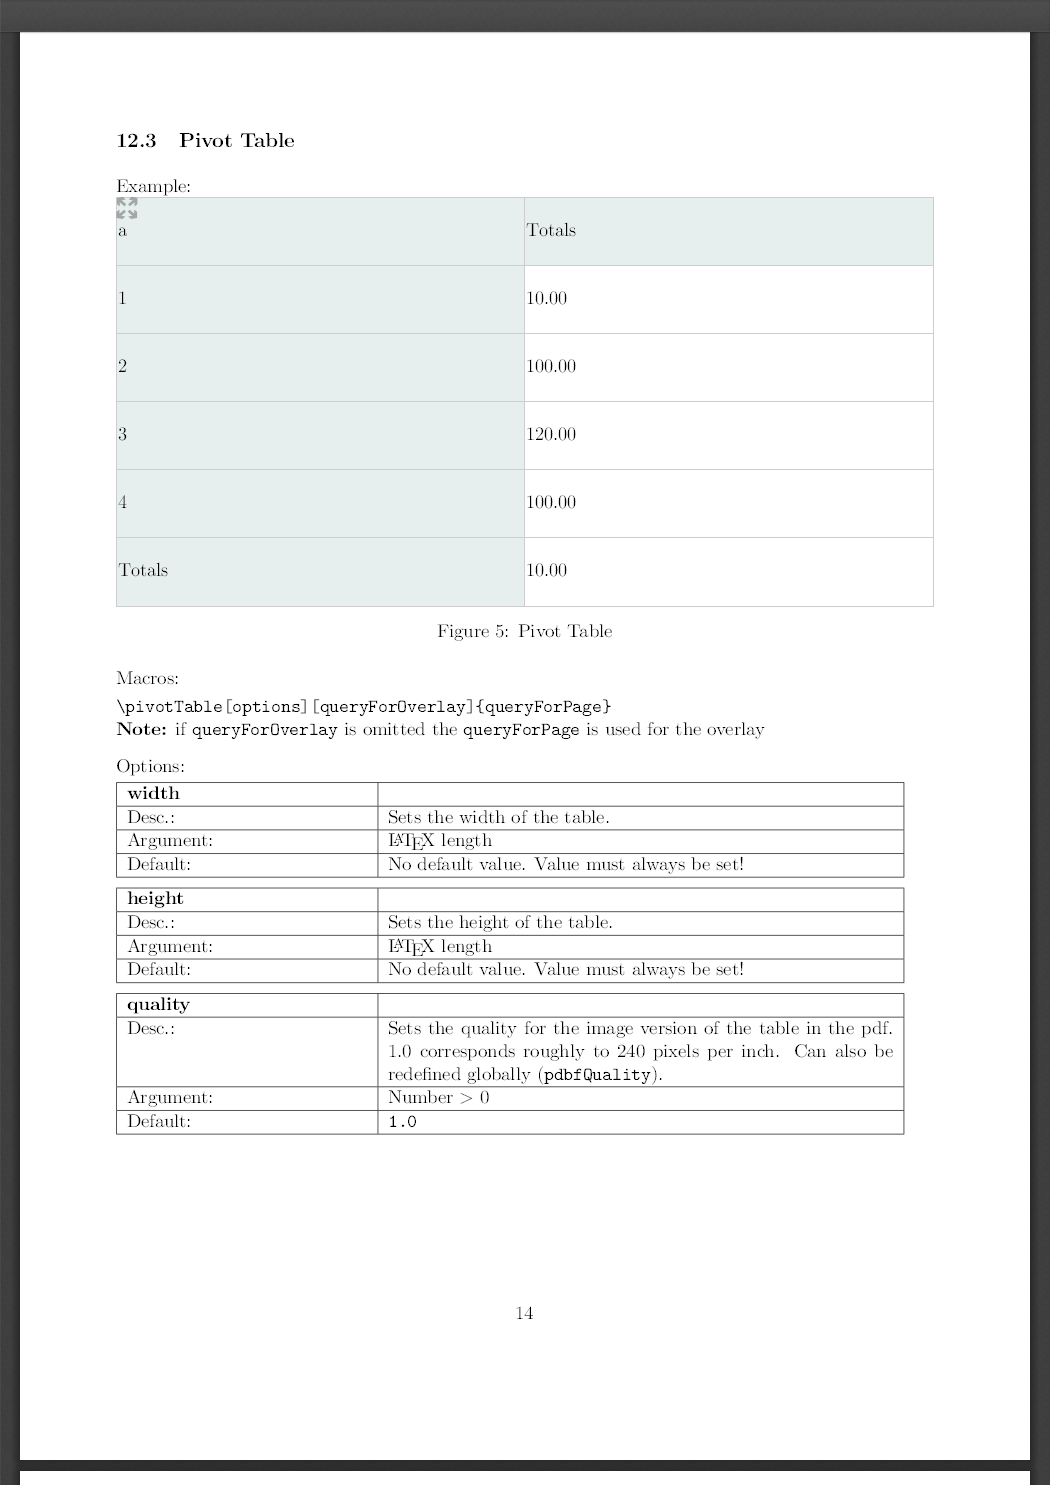 12.3 Pivot Table
Example:
a Totals
1 10.00
2 100.00
3 120.00
4 100.00
Totals 10.00
Figure 5: Pivot Table
Macros:
\pivotTable[options][queryForOverlay]{queryForPage}
Note: if queryForOverlay is omitted the queryForPage is used for the overlay
Options:
width
Desc.: Sets the width of the table.
Argument: LATEX length
Default: No default value. Value must always be set!
height
Desc.: Sets the height of the table.
Argument: LATEX length
Default: No default value. Value must always be set!
quality
Desc.: Sets the quality for the image version of the table in the pdf.
1.0 corresponds roughly to 240 pixels per inch. Can also be
redefined globally (pdbfQuality).
Argument: Number > 0
Default: 1.0
14